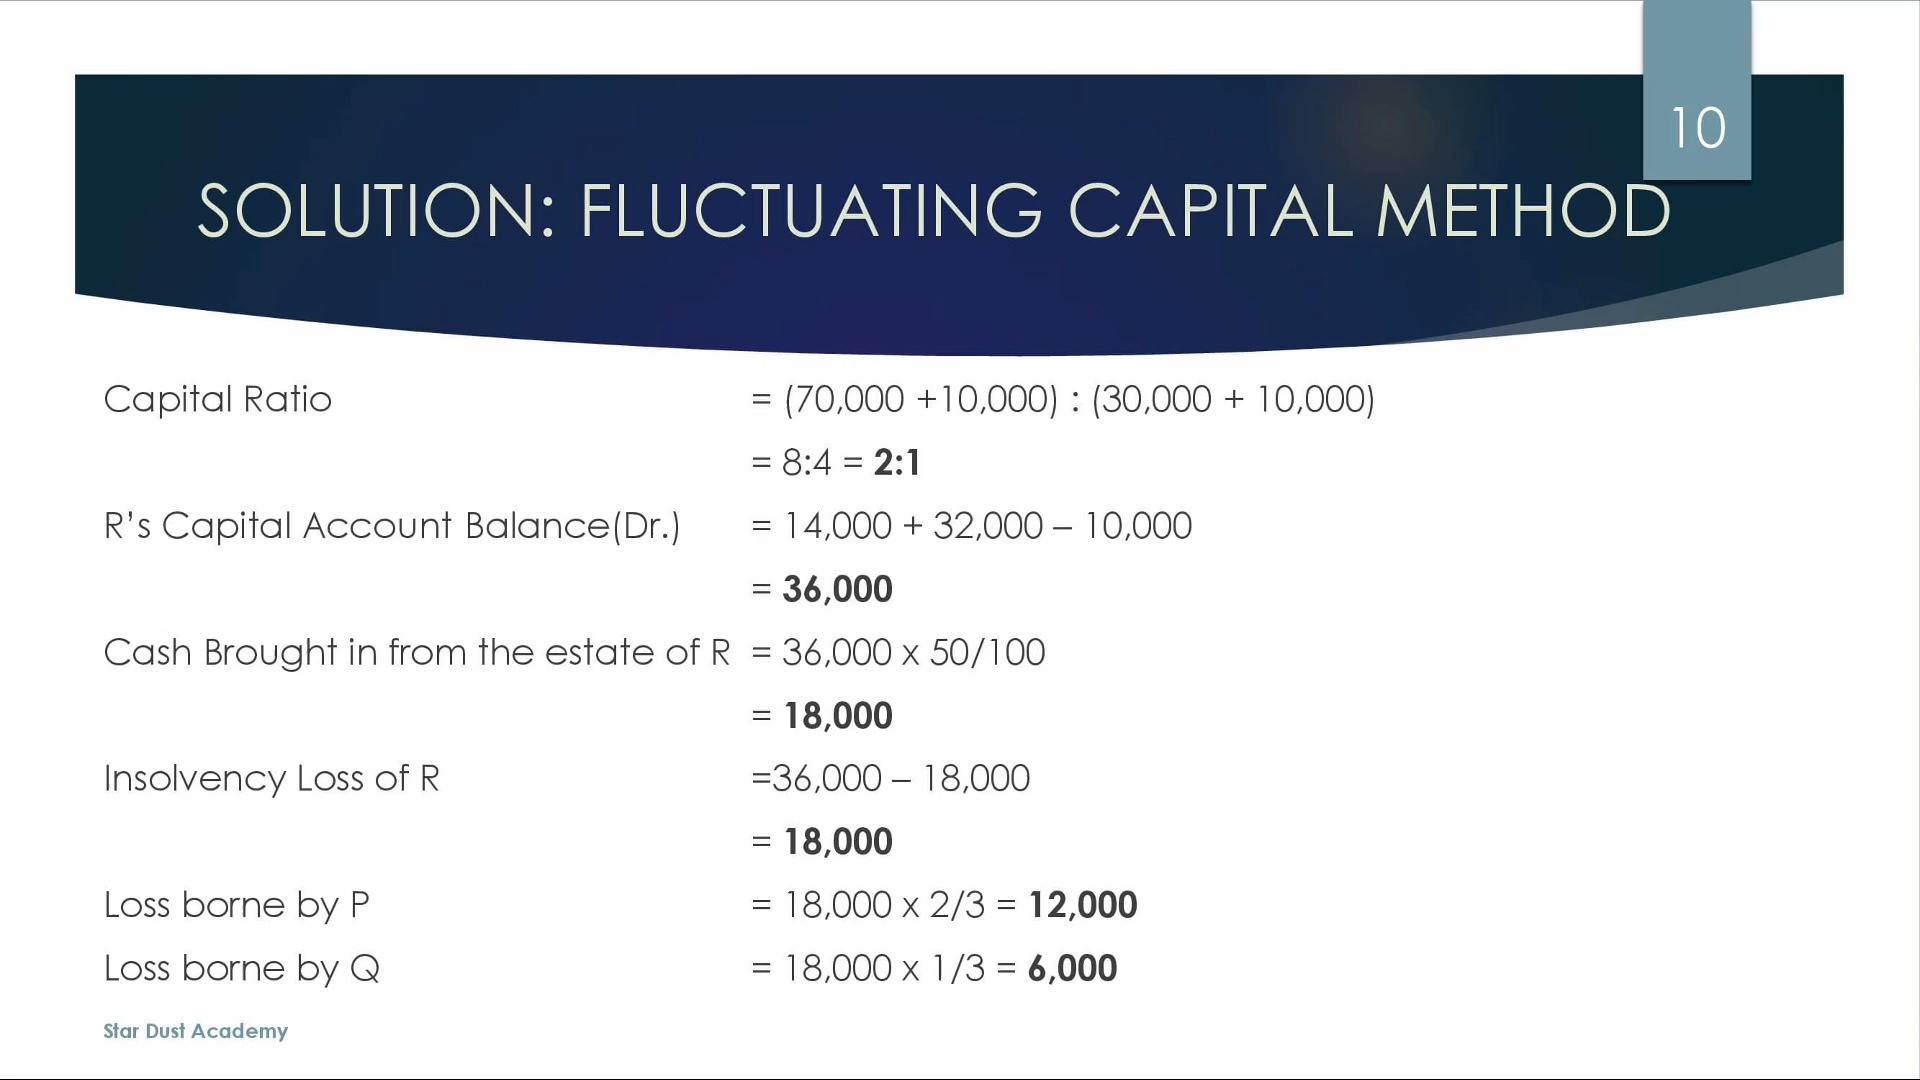 10
SOLUTION: FLUCTUATING CAPITAL METHOD
Capital Ratio = (70,000 +10,000) : (30,000 + 10,000)
= 8:4 = 2:1
R’s Capital Account Balance(Dr.) = 14,000 + 32,000 – 10,000
= 36,000
Cash Brought in from the estate of R = 36,000 x 50/100
= 18,000
Insolvency Loss of R =36,000 – 18,000
= 18,000
Loss borne by P = 18,000 x 2/3 = 12,000
Loss borne by Q = 18,000 x 1/3 = 6,000
Star Dust Academy